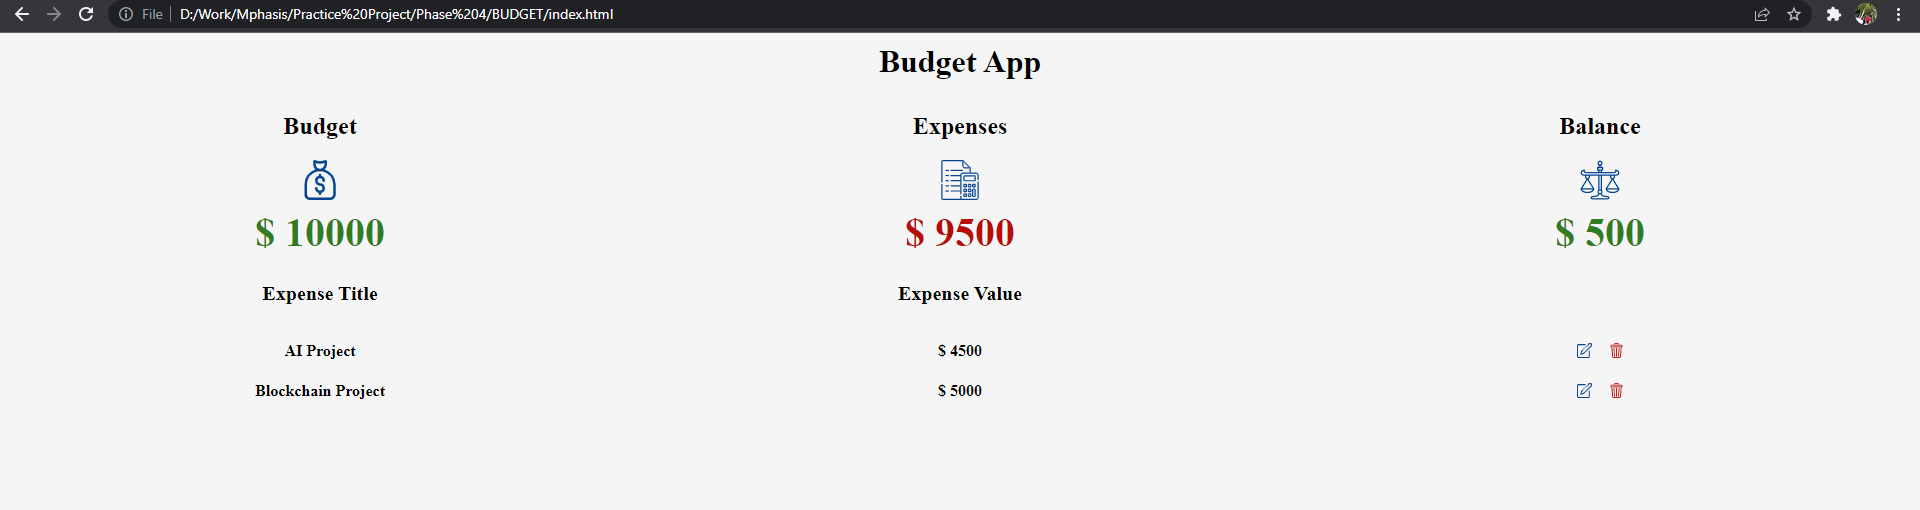 File D:/Work/Mphasis/Practice%20Project/Phase%204/BUDGET/index.html
Budget App
Budget Expenses Balance
$
$ 10000 $ 9500 $ 500
Expense Title Expense Value
AI Project $ 4500
Blockchain Project $ 5000